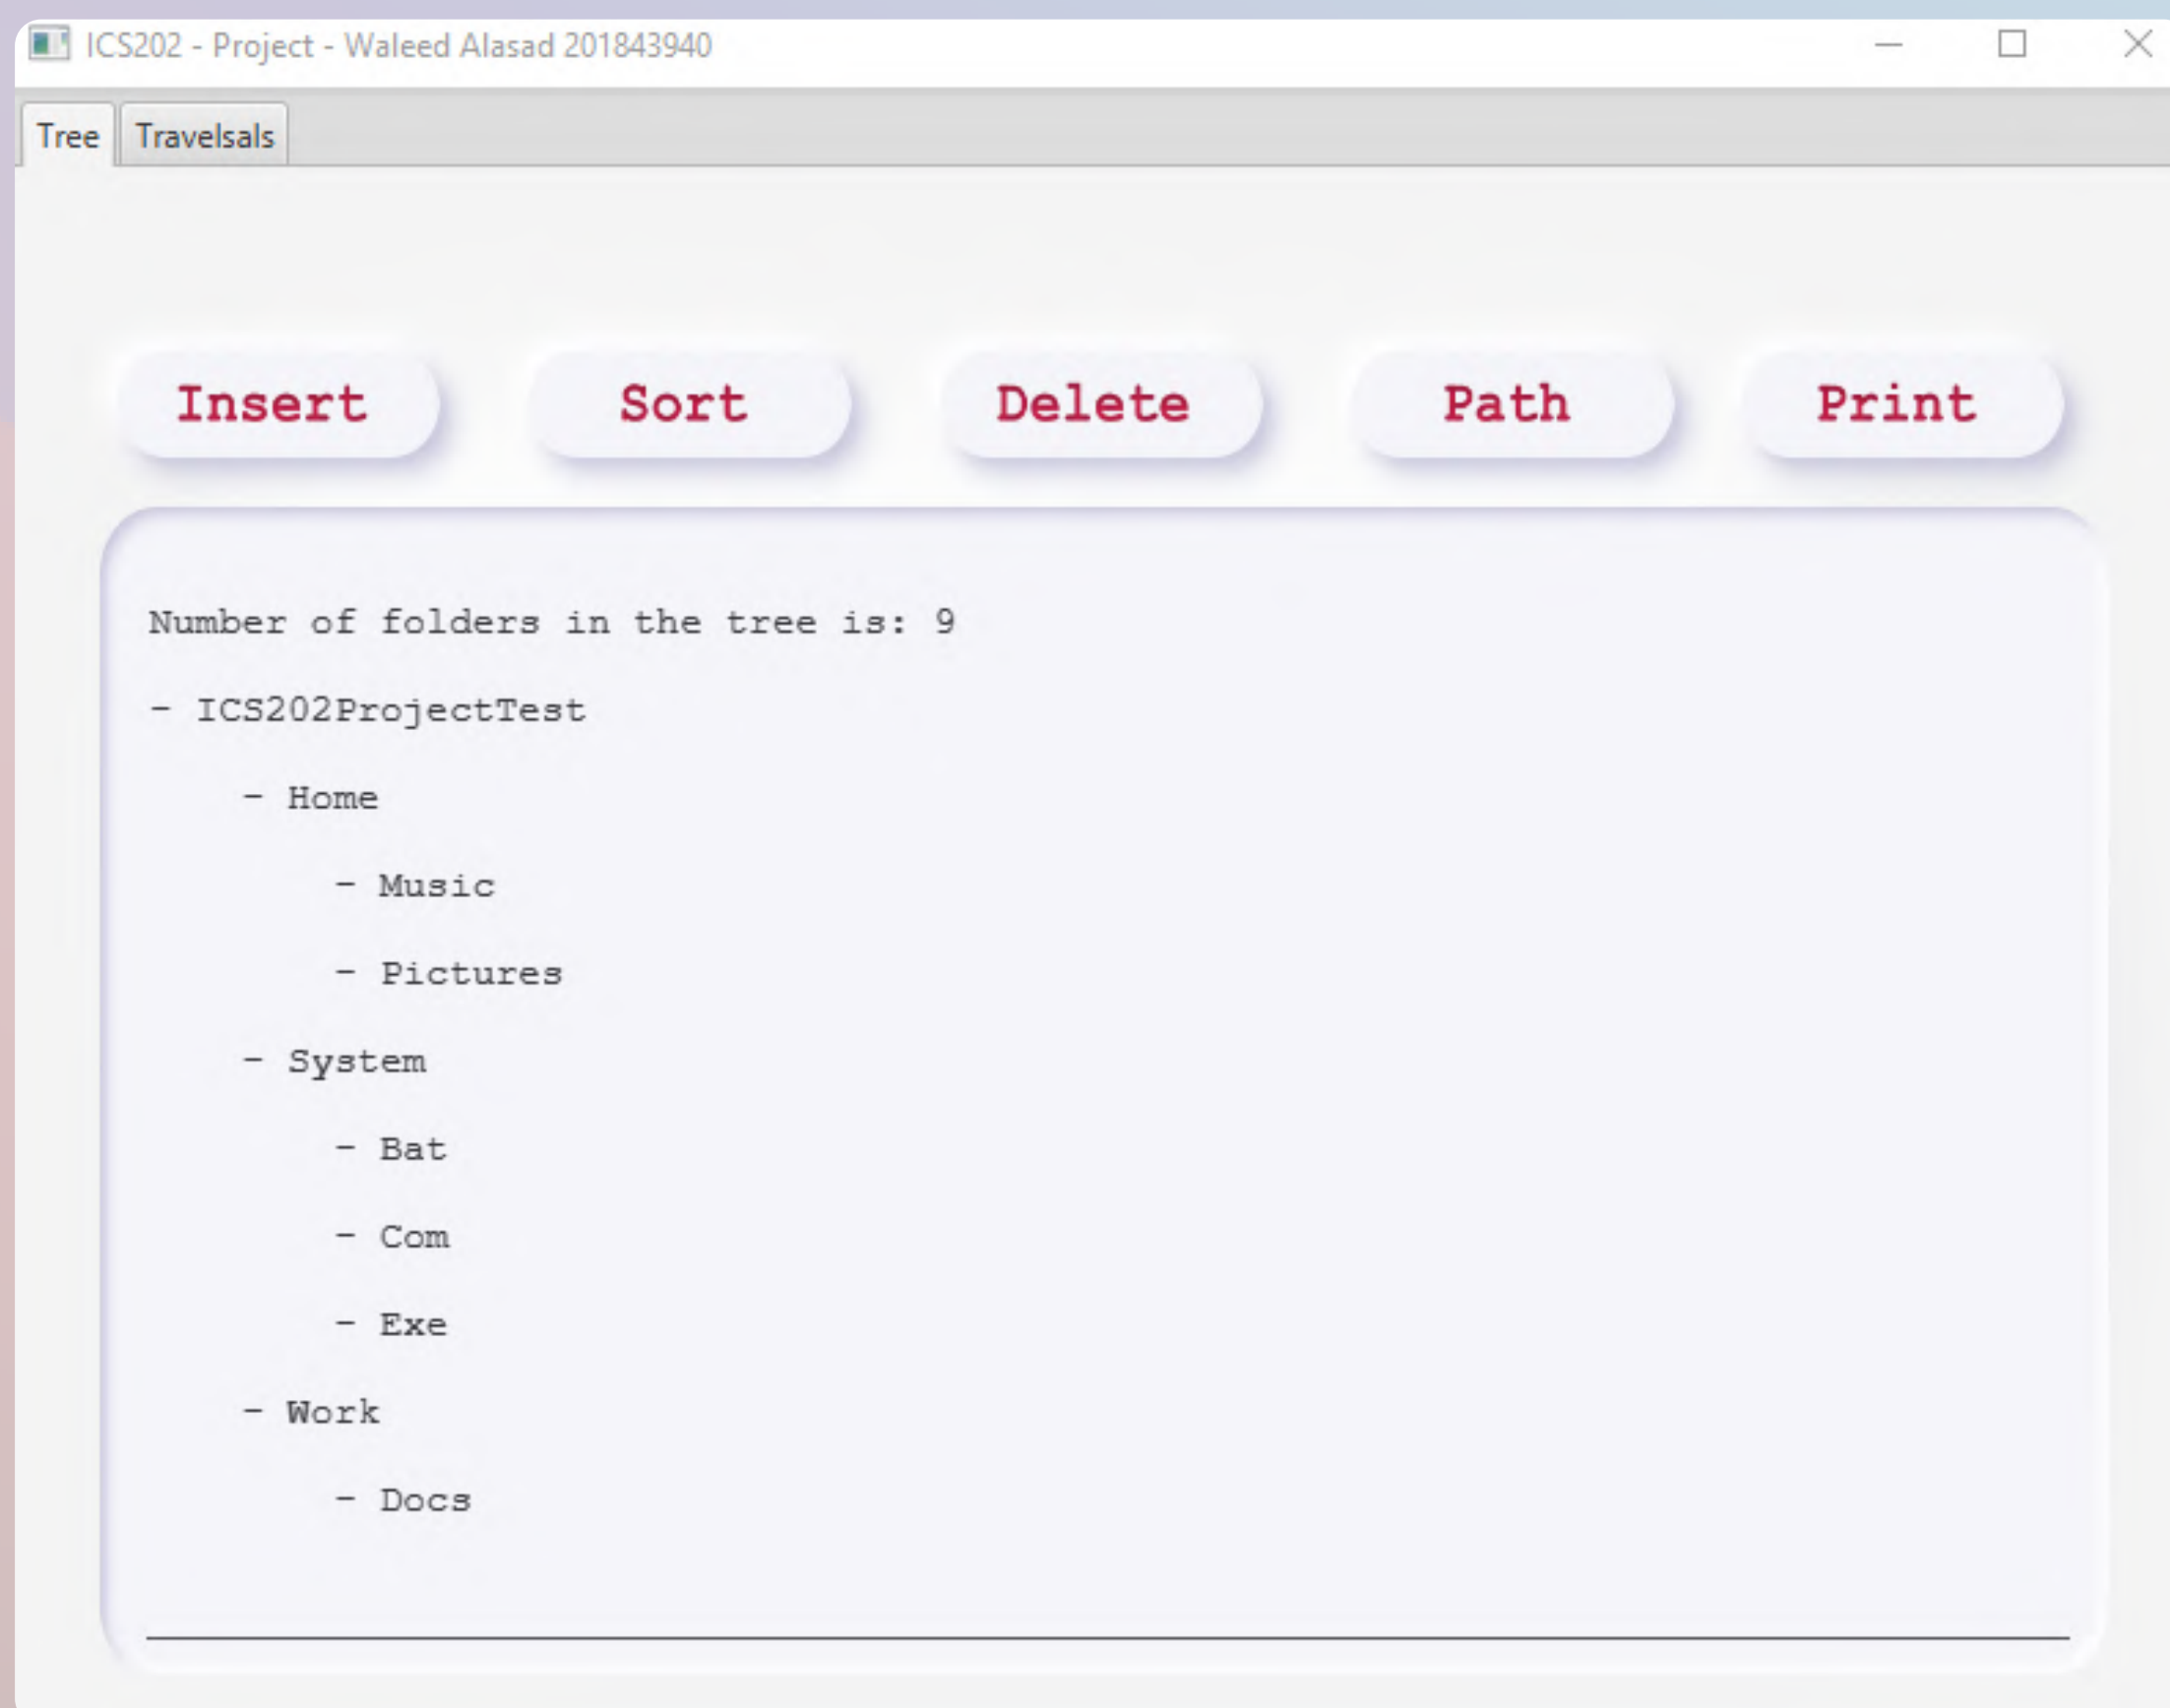 ICS202 - Project - Waleed Alasad 201843940
Tree Travelsals
Insert Sort Delete Path Print
Number of folders in the tree is: 9
- ICS202ProjectTest
- Home
- Music
- Pictures
- System
- Bat
- Com
- Exe
- Work
- Docs